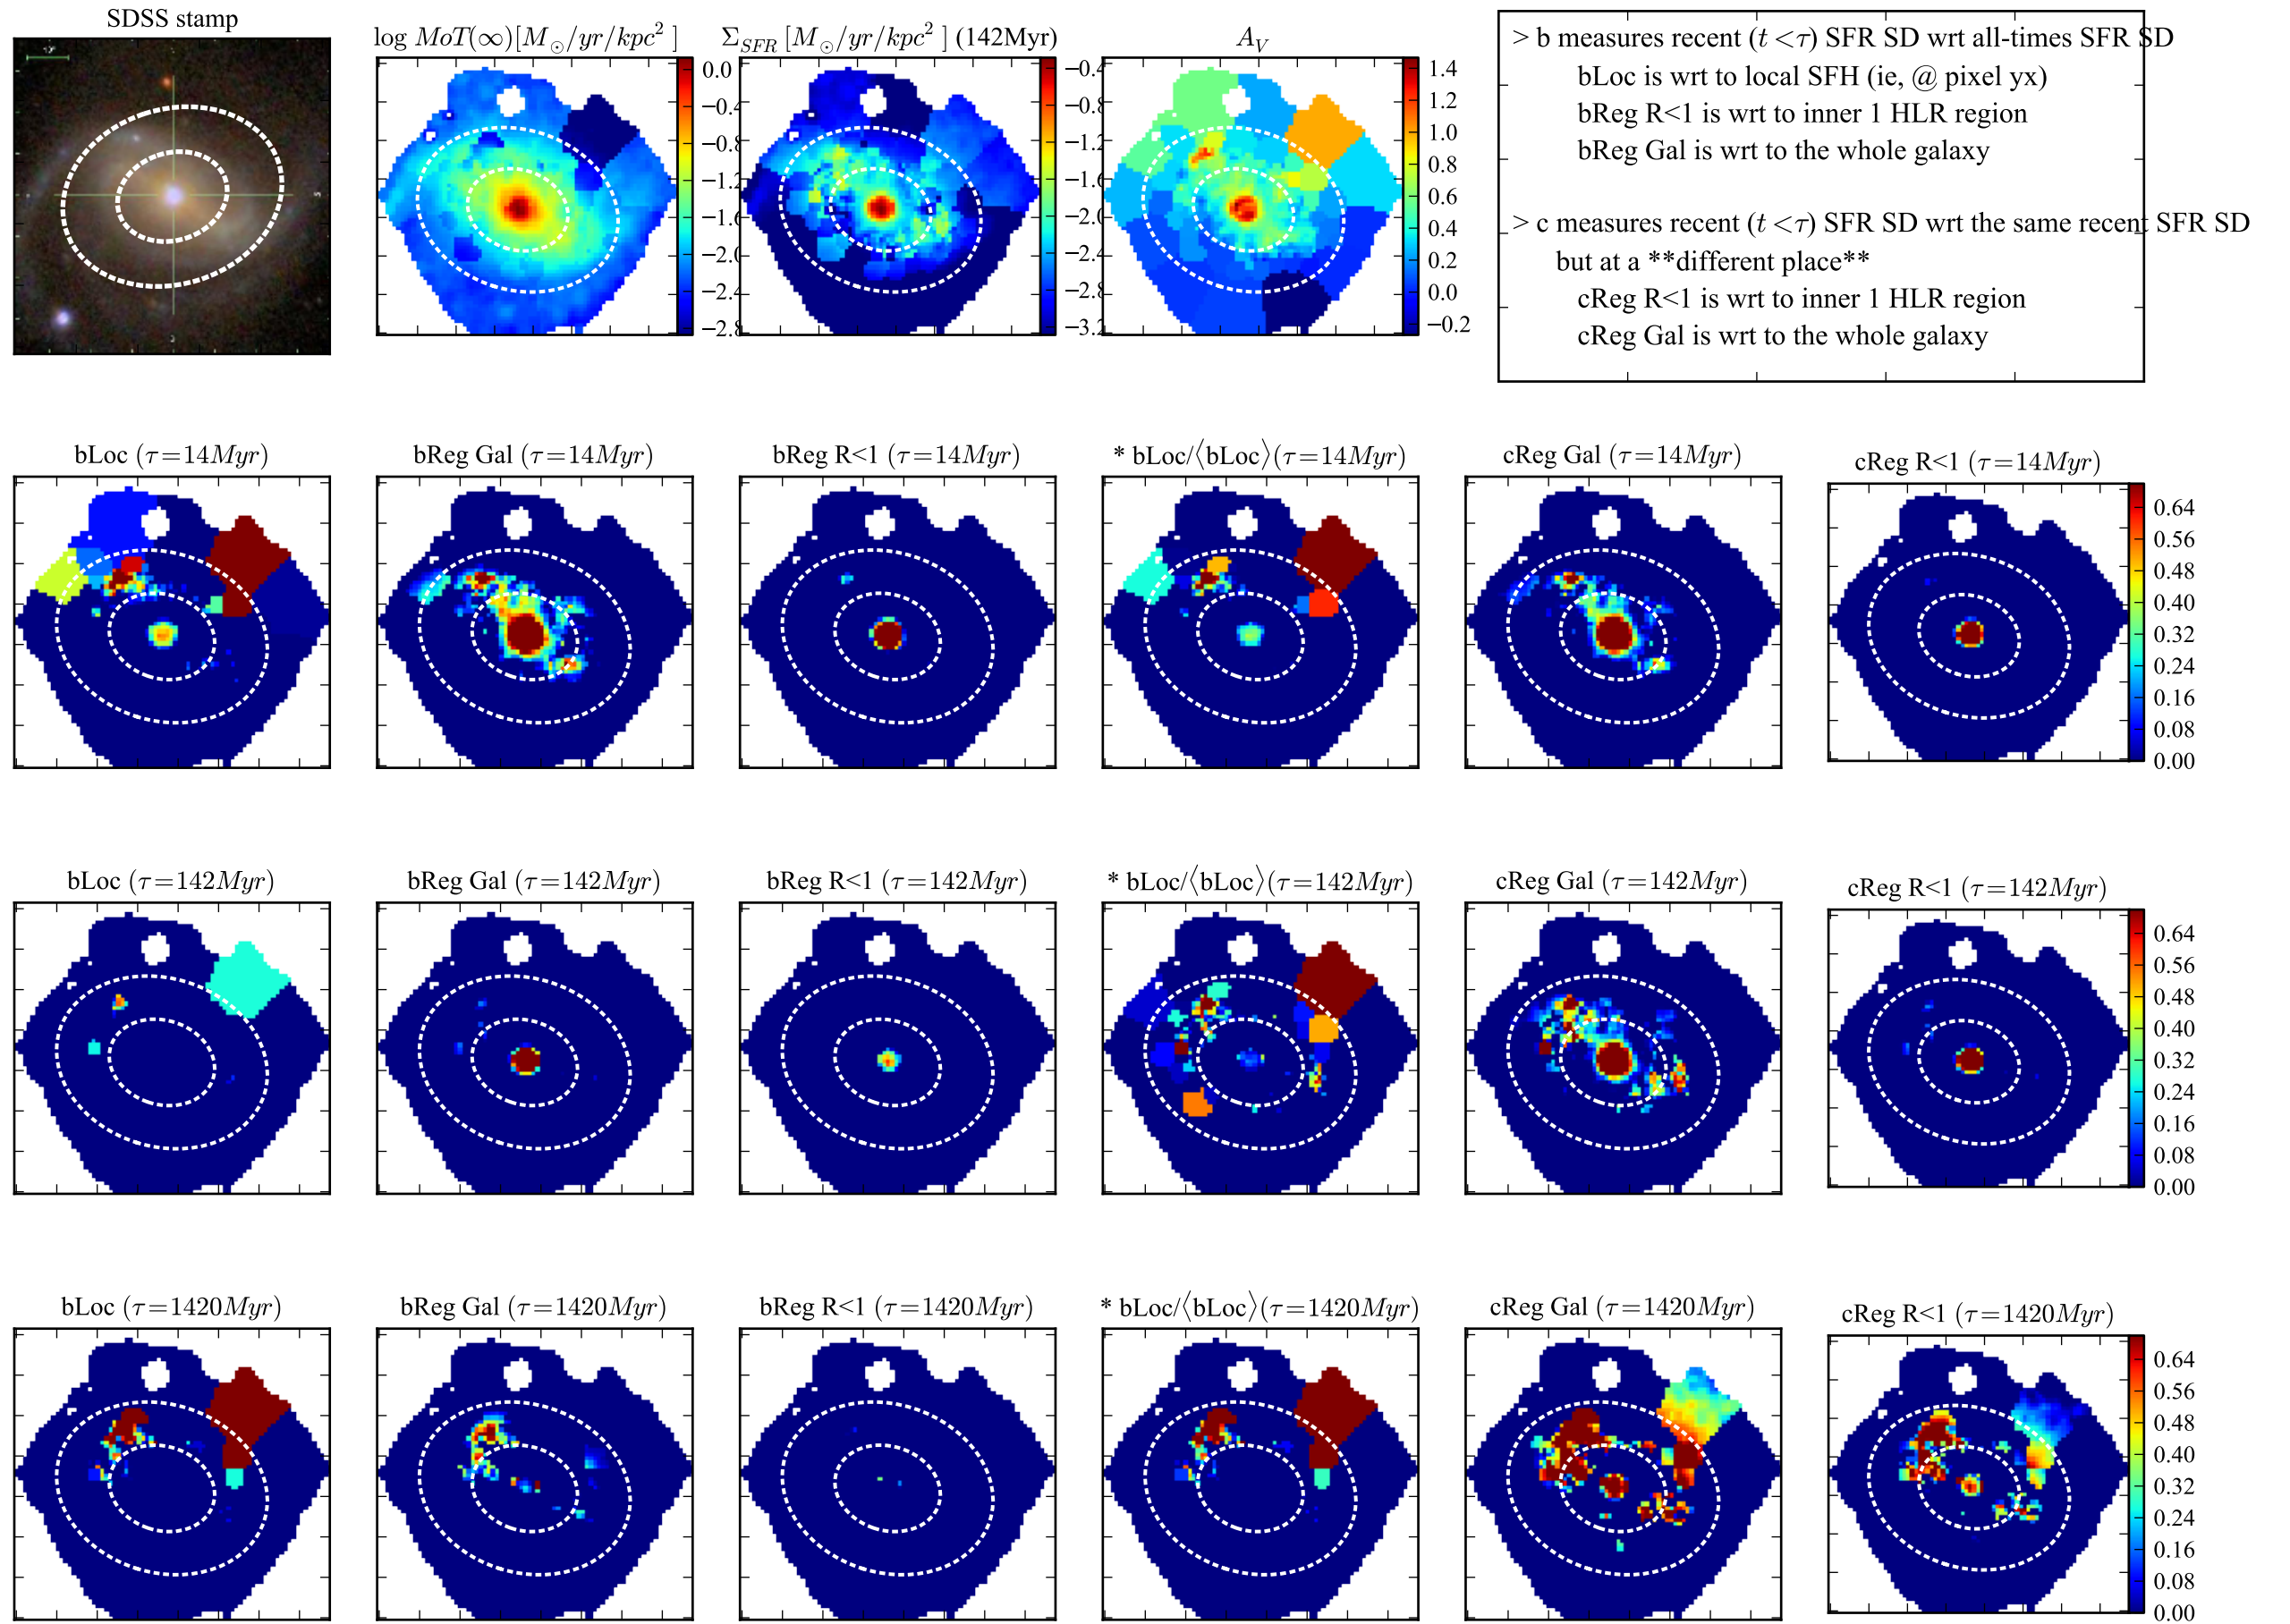 SDSS stamp
log MoT(∞)[M⊙/yr/kpc² ]
Σ_SFR [M⊙/yr/kpc² ] (142Myr)
A_V
0.0
−0.4
−0.8
−1.2
−1.6
−2.0
−2.4
−2.8
−0.4
−0.8
−1.2
−1.6
−2.0
−2.4
−2.8
−3.2
1.4
1.2
1.0
0.8
0.6
0.4
0.2
0.0
−0.2
> b measures recent (t <τ) SFR SD wrt all-times SFR SD
bLoc is wrt to local SFH (ie, @ pixel yx)
bReg R<1 is wrt to inner 1 HLR region
bReg Gal is wrt to the whole galaxy
> c measures recent (t <τ) SFR SD wrt the same recent SFR SD
but at a **different place**
cReg R<1 is wrt to inner 1 HLR region
cReg Gal is wrt to the whole galaxy
bLoc (τ=14Myr)
bReg Gal (τ=14Myr)
bReg R<1 (τ=14Myr)
* bLoc/⟨bLoc⟩(τ=14Myr)
cReg Gal (τ=14Myr)
cReg R<1 (τ=14Myr)
0.64
0.56
0.48
0.40
0.32
0.24
0.16
0.08
0.00
bLoc (τ=142Myr)
bReg Gal (τ=142Myr)
bReg R<1 (τ=142Myr)
* bLoc/⟨bLoc⟩(τ=142Myr)
cReg Gal (τ=142Myr)
cReg R<1 (τ=142Myr)
0.64
0.56
0.48
0.40
0.32
0.24
0.16
0.08
0.00
bLoc (τ=1420Myr)
bReg Gal (τ=1420Myr)
bReg R<1 (τ=1420Myr)
* bLoc/⟨bLoc⟩(τ=1420Myr)
cReg Gal (τ=1420Myr)
cReg R<1 (τ=1420Myr)
0.64
0.56
0.48
0.40
0.32
0.24
0.16
0.08
0.00